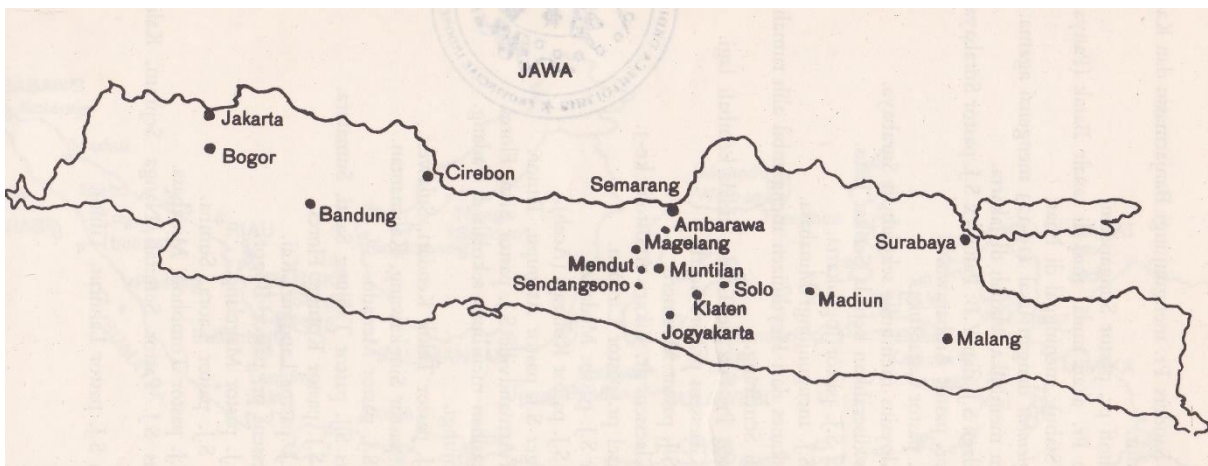 JAWA
Jakarta
Bogor
Cirebon
Bandung
Semarang
Ambarawa
Magelang
Surabaya
Mendut
Muntilan
Sendangsono
Solo
Madiun
Klaten
Jogyakarta
Malang